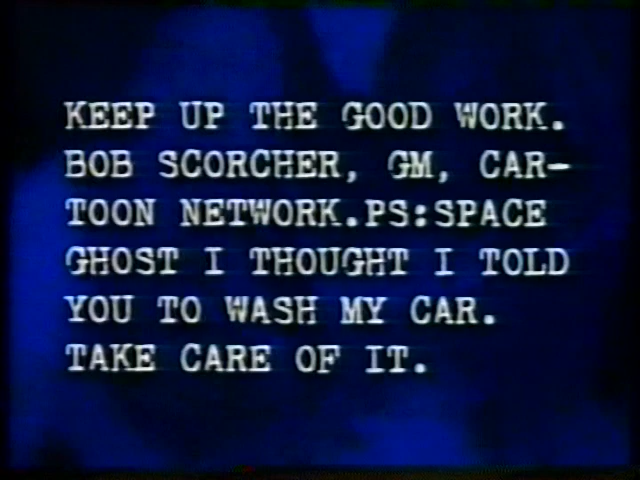 KEEP UP THE GOOD WORK.
BOB SCORCHER, GM, CAR-
TOON NETWORK.PS:SPACE
GHOST I THOUGHT I TOLD
YOU TO WASH MY CAR.
TAKE CARE OF IT.